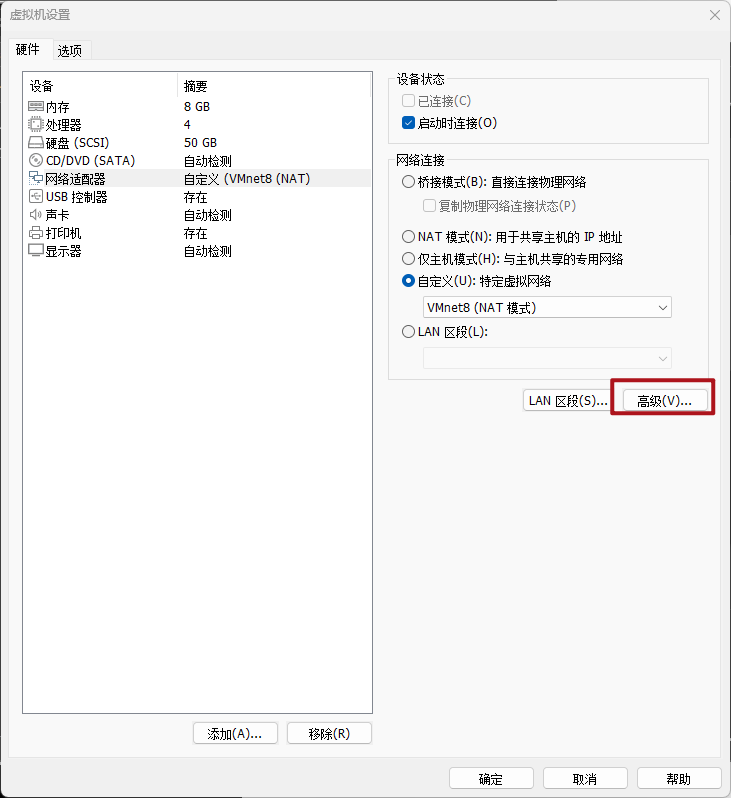 虚拟机设置
硬件 选项
设备 摘要
内存 8 GB
处理器 4
硬盘 (SCSI) 50 GB
CD/DVD (SATA) 自动检测
网络适配器 自定义 (VMnet8 (NAT)
USB 控制器 存在
声卡 自动检测
打印机 存在
显示器 自动检测
添加(A)... 移除(R)
设备状态
已连接(C)
启动时连接(O)
网络连接
桥接模式(B): 直接连接物理网络
复制物理网络连接状态(P)
NAT 模式(N): 用于共享主机的 IP 地址
仅主机模式(H): 与主机共享的专用网络
自定义(U): 特定虚拟网络
VMnet8 (NAT 模式)
LAN 区段(L):
LAN 区段(S)... 高级(V)...
确定 取消 帮助